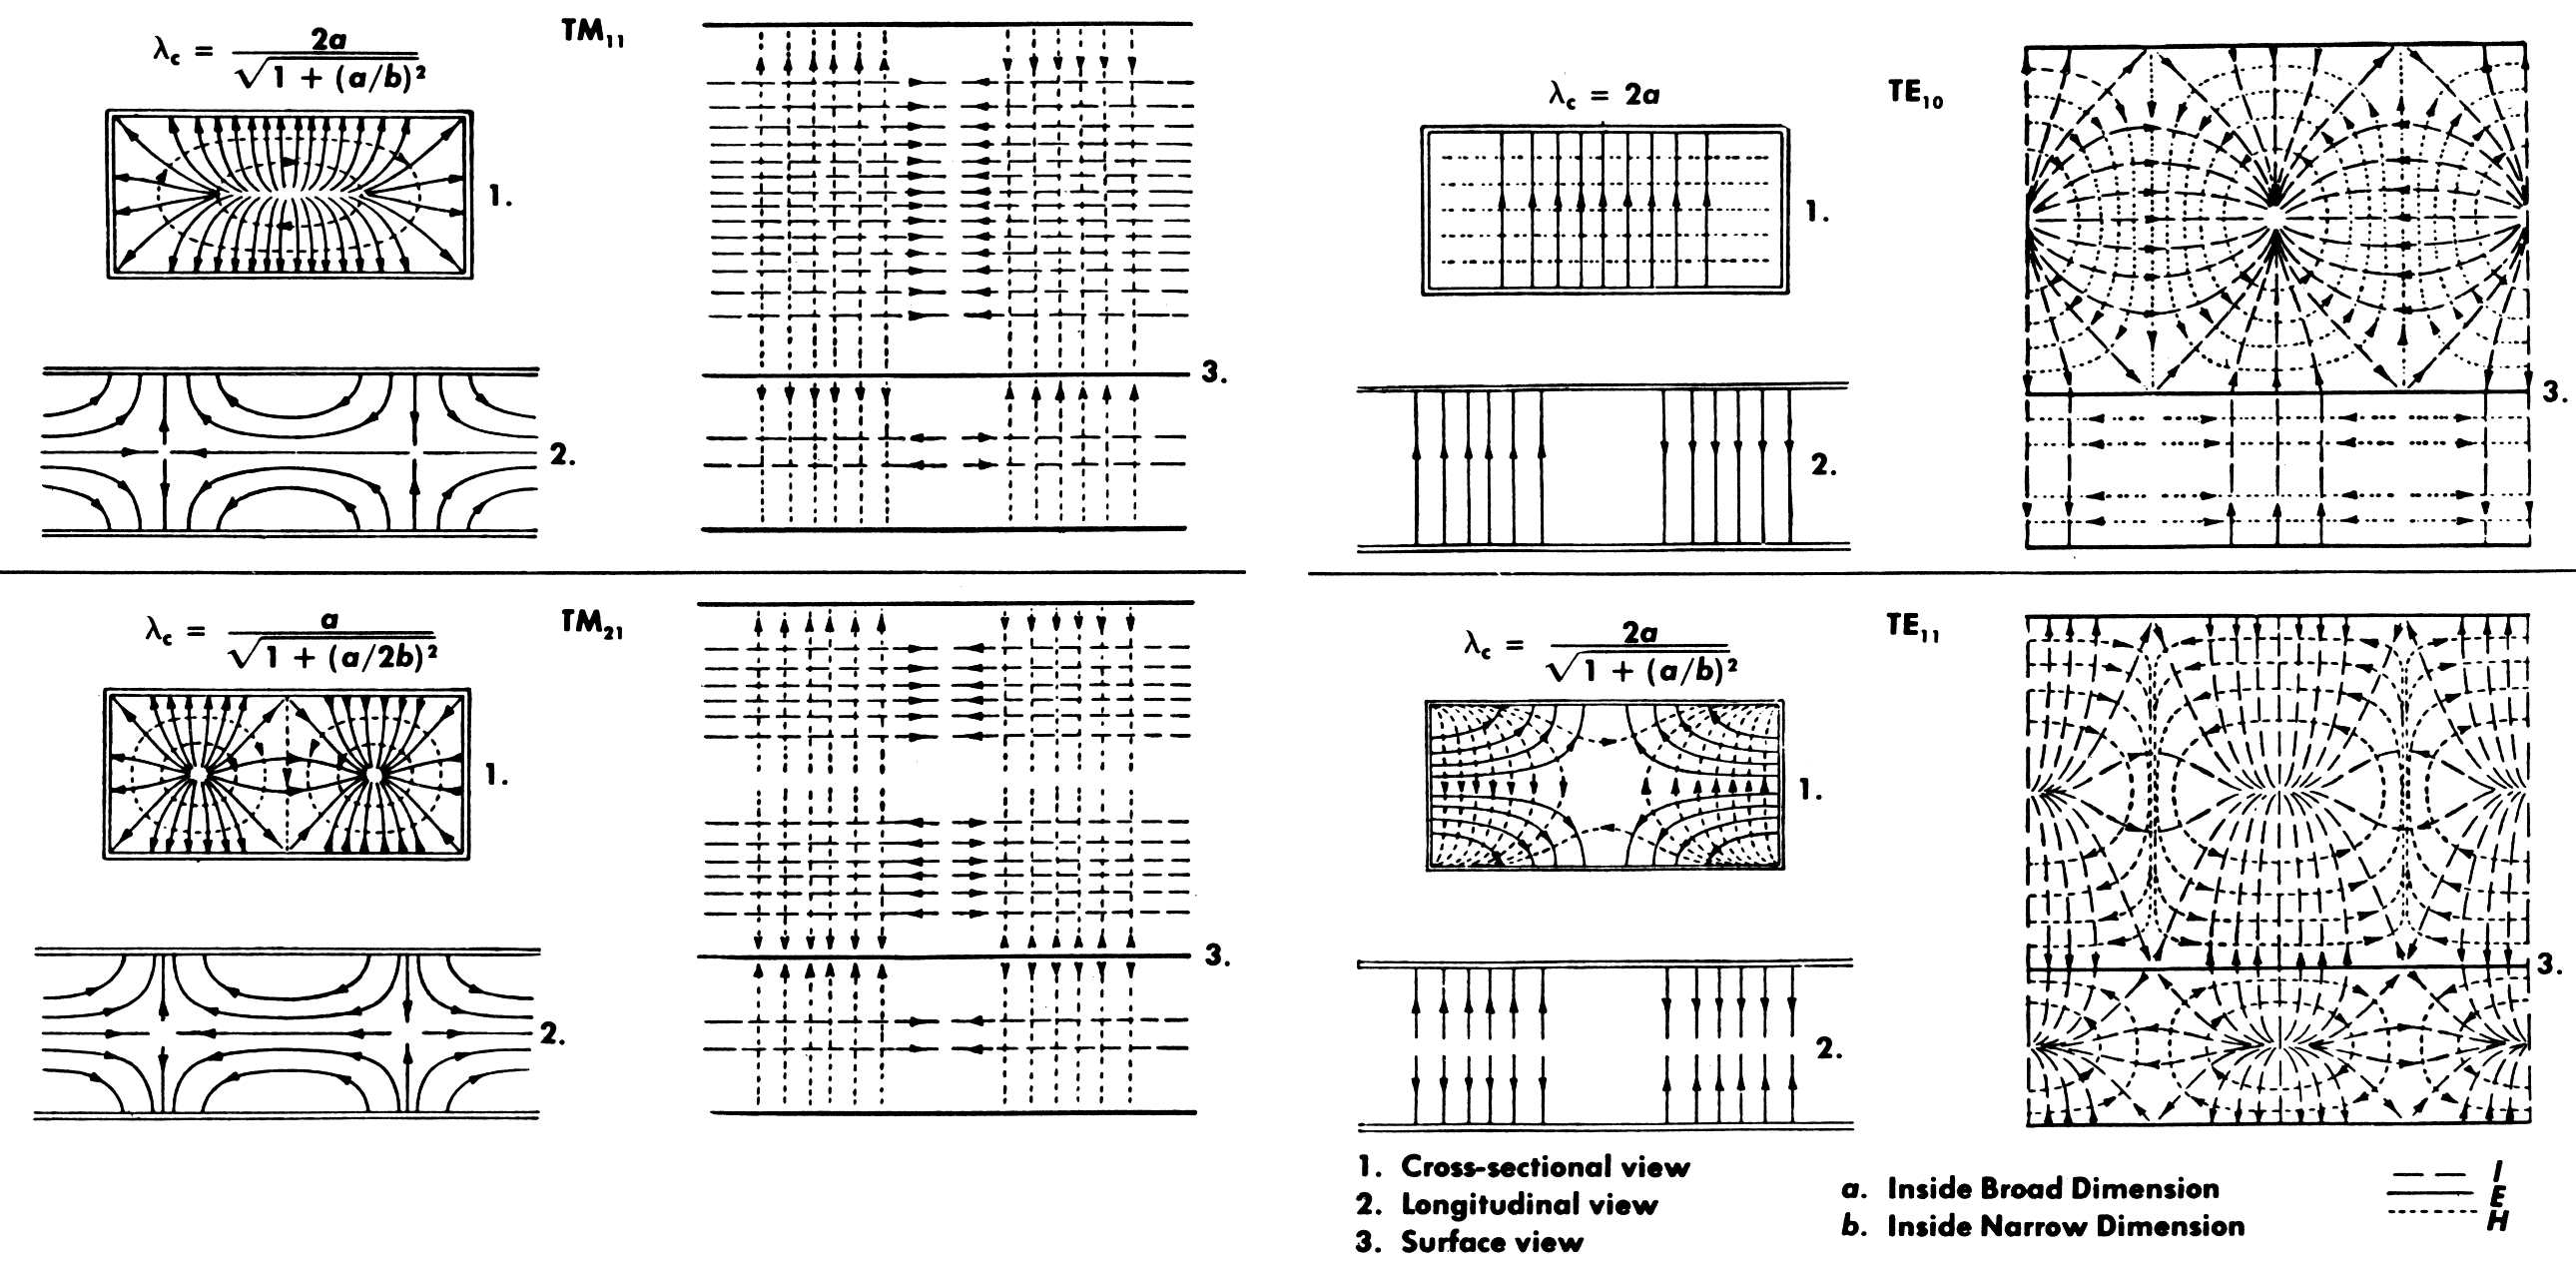 λc = 2a / √1 + (a/b)²
TM₁₁
1.
2.
3.
λc = 2a
TE₁₀
1.
2.
3.
λc = a / √1 + (a/2b)²
TM₂₁
1.
2.
3.
λc = 2a / √1 + (a/b)²
TE₁₁
1.
2.
3.
1. Cross-sectional view
2. Longitudinal view
3. Surface view
a. Inside Broad Dimension
b. Inside Narrow Dimension
I
E
H